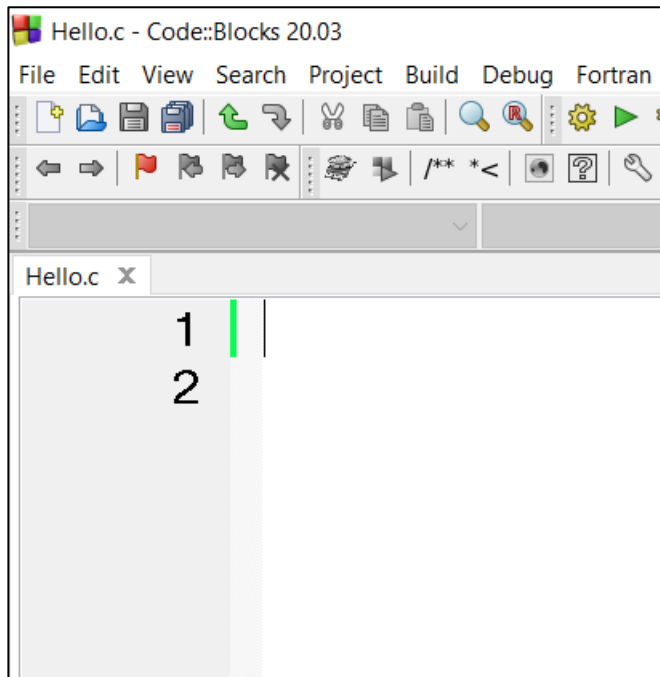 Hello.c - Code::Blocks 20.03
File Edit View Search Project Build Debug Fortran
/** *<
Hello.c X
1
2